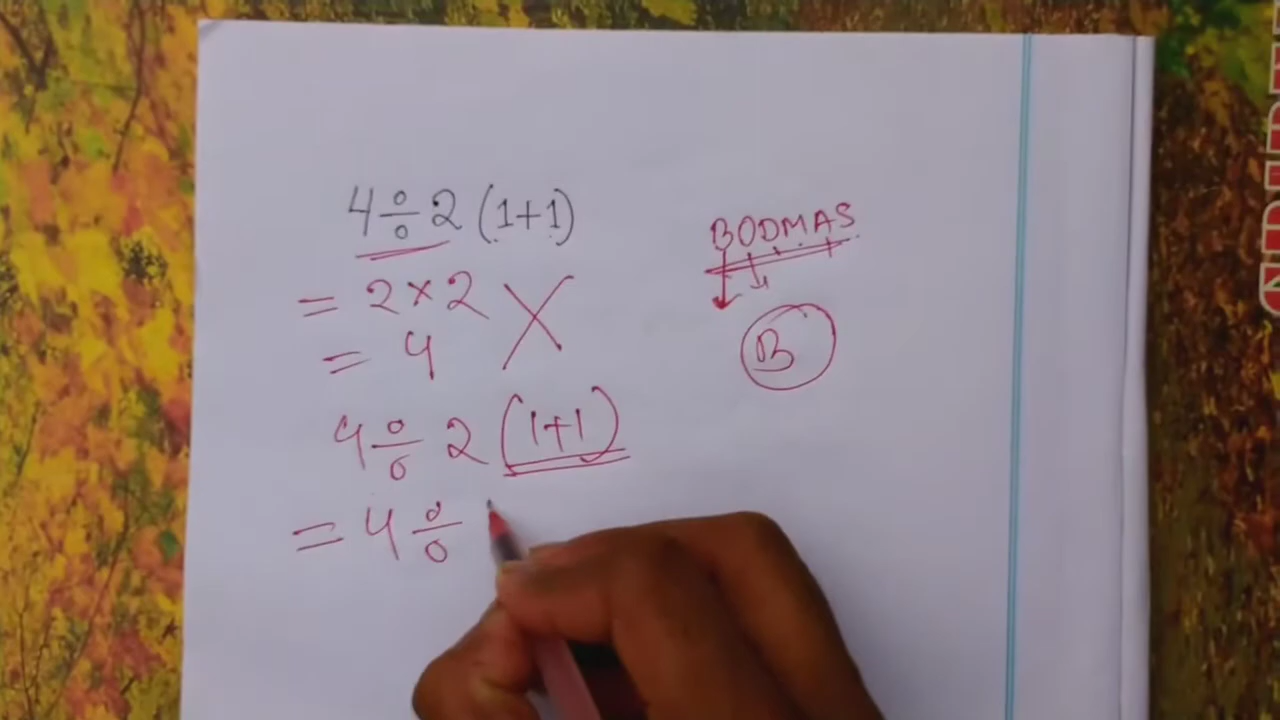 4÷2(1+1)
BODMAS
= 2×2
= 4
B
4÷2(1+1)
= 4÷